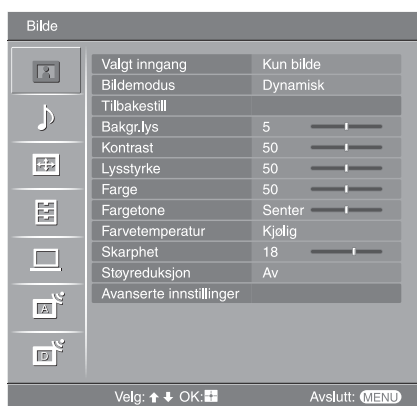 Bilde
Valgt inngang Kun bilde
Bildemodus Dynamisk
Tilbakestill
Bakgr.lys 5
Kontrast 50
Lysstyrke 50
Farge 50
Fargetone Senter
Farvetemperatur Kjølig
Skarphet 18
Støyreduksjon Av
Avanserte innstillinger
A
D
Velg: ↑ ↓ OK: Avslutt: MENU